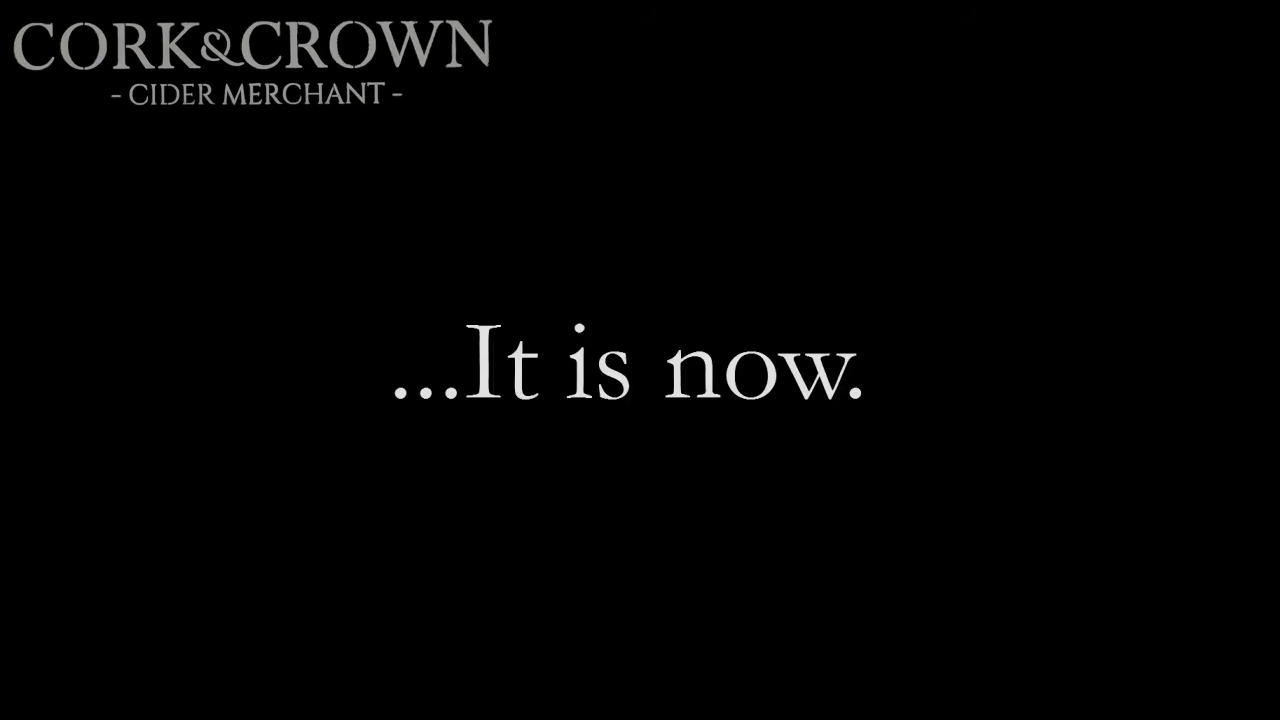 CORK&CROWN
- CIDER MERCHANT -
...It is now.